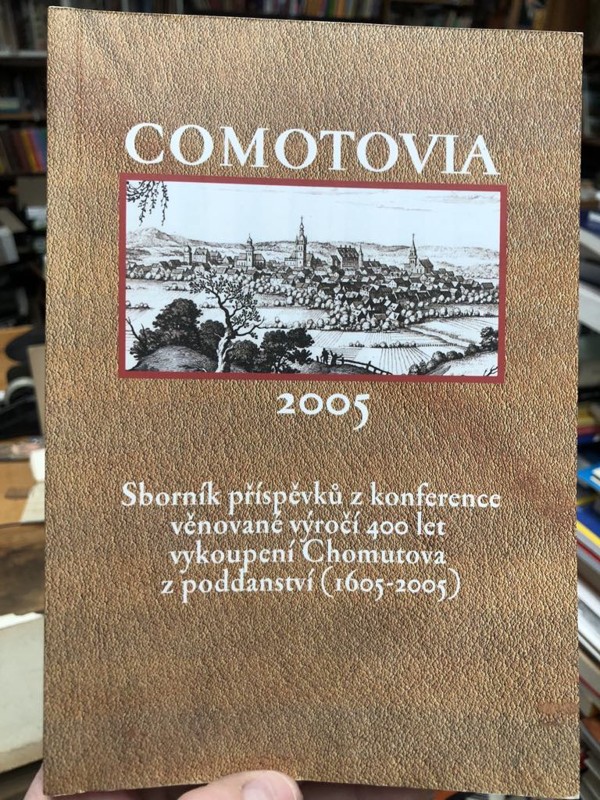 COMOTOVIA
2005
Sborník příspěvků z konference
věnované výročí 400 let
vykoupení Chomutova
z poddanství (1605-2005)